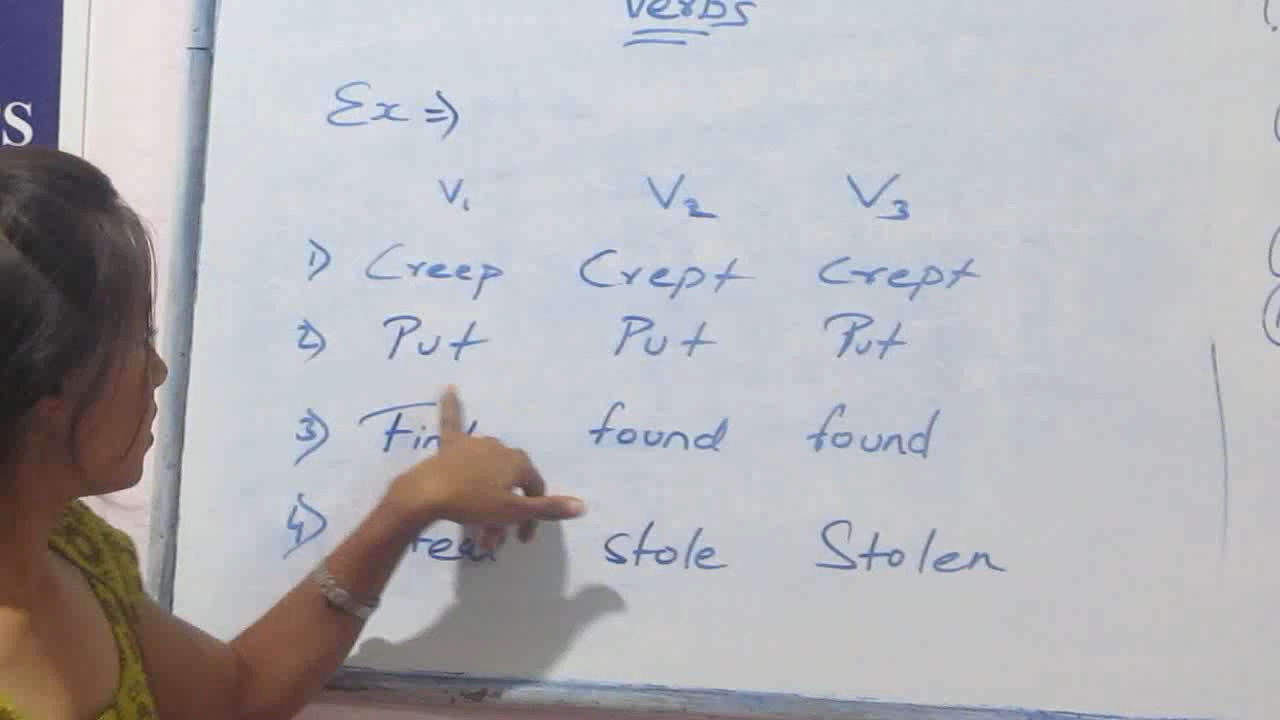 Verbs
Ex ⇒
V₁ V₂ V₃
1) Creep Crept Crept
2) Put Put Put
3) Find found found
4) stole Stolen
S